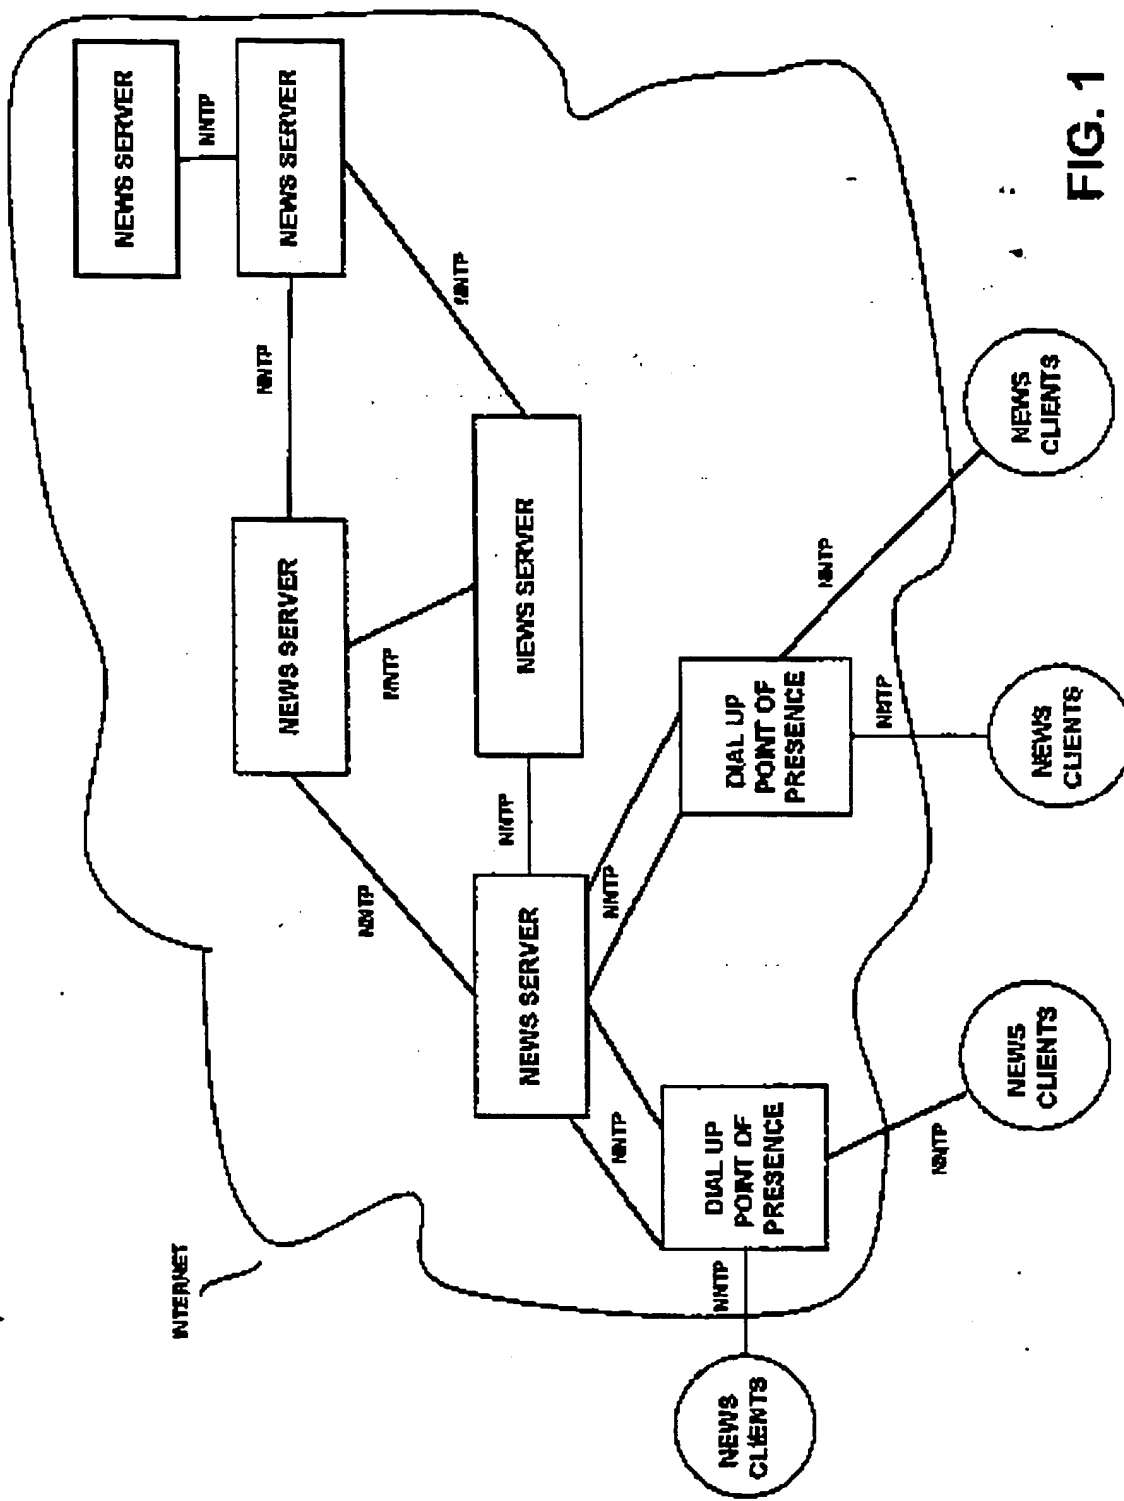 NEWS SERVER
INTERNET
NNTP
NNTP
NEWS SERVER
NEWS SERVER
NNTP
NNTP
NNTP
NNTP
NEWS SERVER
NEWS SERVER
NNTP
NNTP
DIAL UP
POINT OF
PRESENCE
DIAL UP
POINT OF
PRESENCE
NNTP
NEWS
CLIENTS
NNTP
NNTP
NNTP
NEWS
CLIENTS
NEWS
CLIENTS
NEWS
CLIENTS
FIG. 1